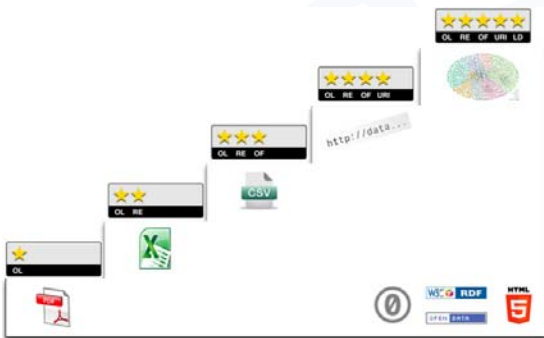 OL RE OF URI LD
OL RE OF URI
http://data...
OL RE OF
CSV
OL RE
X
OL
PDF
0
W3C RDF
OPEN DATA
HTML
5